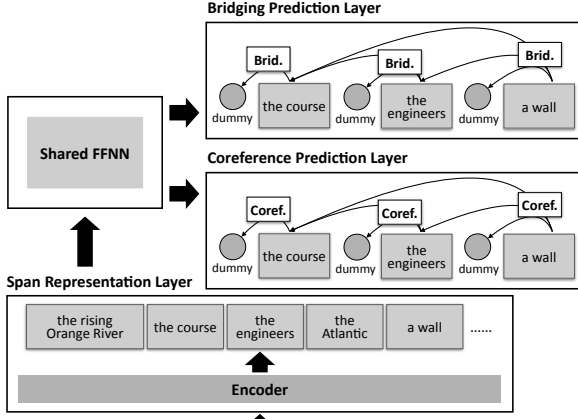 Bridging Prediction Layer
Brid.
Brid.
Brid.
dummy
the course
dummy
the
engineers
dummy
a wall
Shared FFNN
Coreference Prediction Layer
Coref.
Coref.
Coref.
dummy
the course
dummy
the
engineers
dummy
a wall
Span Representation Layer
the rising
Orange River
the course
the
engineers
the
Atlantic
a wall
......
Encoder